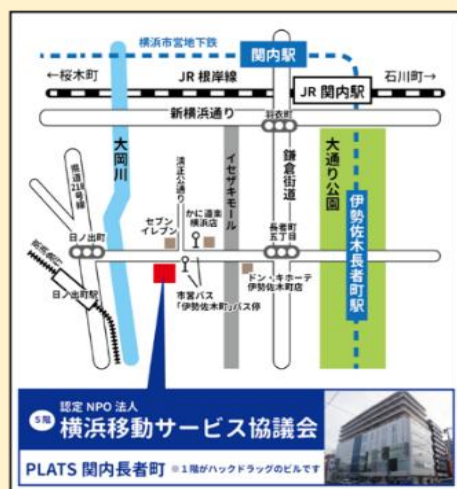 横浜市営地下鉄
関内駅
←桜木町
JR 根岸線
石川町→
JR 関内駅
新横浜通り
羽衣町
大岡川
清正公通り
イセザキモール
鎌倉街道
大通り公園
県道218号線
セブン
イレブン
かに道楽
横浜店
長者町
五丁目
伊勢佐木長者町駅
日ノ出町
京浜急行
日ノ出町駅
市営バス
「伊勢佐木町」バス停
ドン・キホーテ
伊勢佐木町店
5階
認定 NPO 法人
横浜移動サービス協議会
PLATS 関内長者町
※1階がハックドラッグのビルです